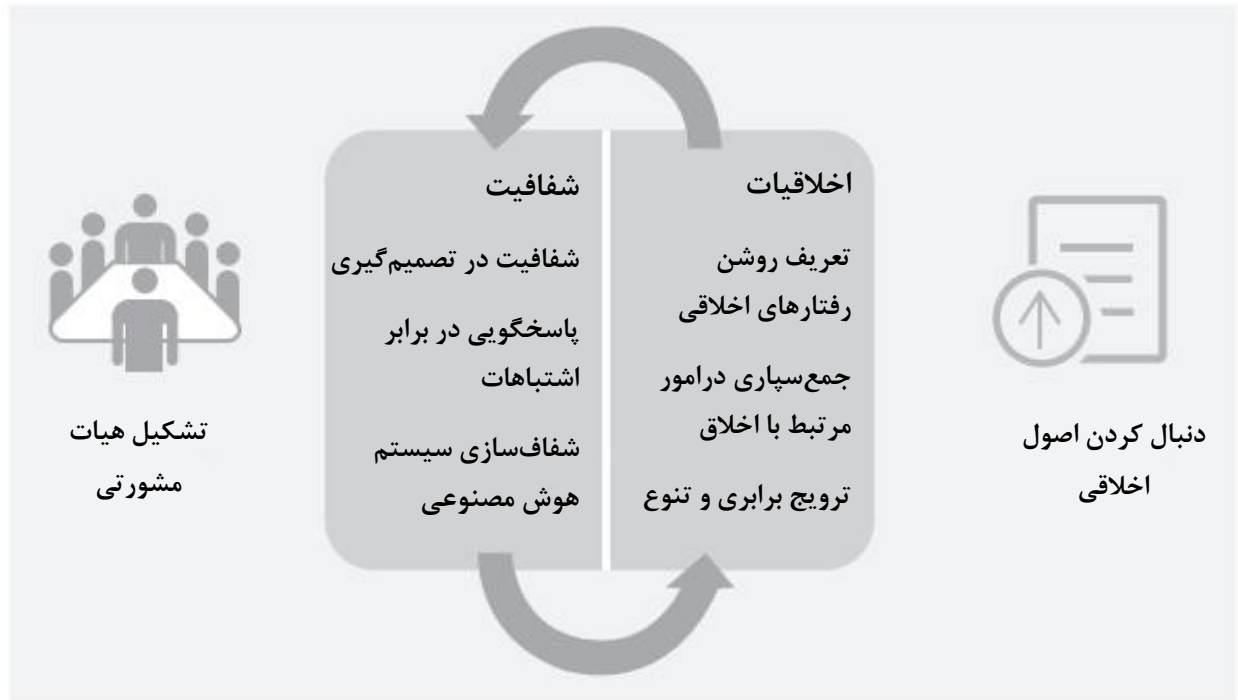 اخلاقیات
تعریف روشن
رفتارهای اخلاقی
جمع‌سپاری درامور
مرتبط با اخلاق
ترویج برابری و تنوع
شفافیت
شفافیت در تصمیم‌گیری
پاسخگویی در برابر
اشتباهات
شفاف‌سازی سیستم
هوش مصنوعی
دنبال کردن اصول
اخلاقی
تشکیل هیات
مشورتی